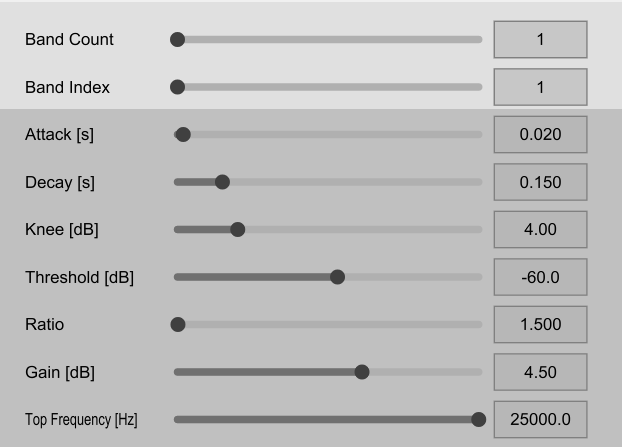 Band Count 1
Band Index 1
Attack [s] 0.020
Decay [s] 0.150
Knee [dB] 4.00
Threshold [dB] -60.0
Ratio 1.500
Gain [dB] 4.50
Top Frequency [Hz] 25000.0